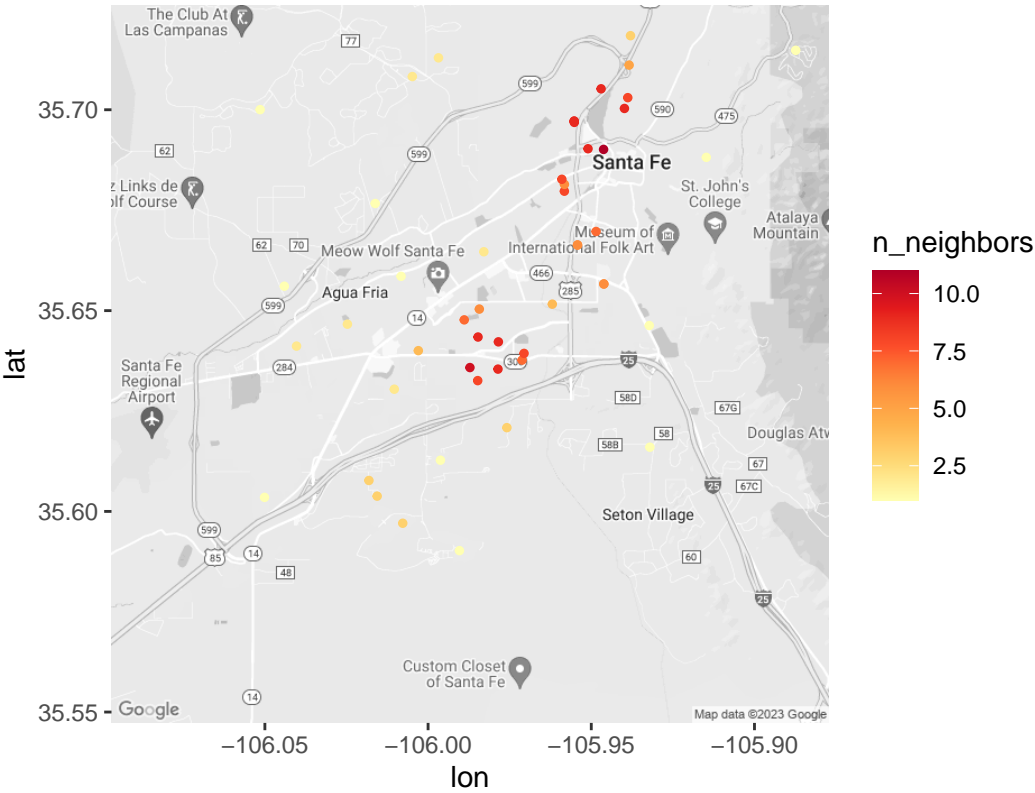 The Club At
Las Campanas
77
599
590
475
35.70
62
599
Santa Fe
z Links de
olf Course
St. John's
College
Atalaya
Mountain
Museum of
International Folk Art
62
70
Meow Wolf Santa Fe
466
285
Agua Fria
599
14
35.65
lat
284
30
25
Santa Fe
Regional
Airport
58D
67G
58
58B
Douglas Atw
67
67C
25
35.60
Seton Village
599
85
14
60
48
25
Custom Closet
of Santa Fe
14
Google
Map data ©2023 Google
35.55
−106.05
−106.00
−105.95
−105.90
lon
n_neighbors
10.0
7.5
5.0
2.5